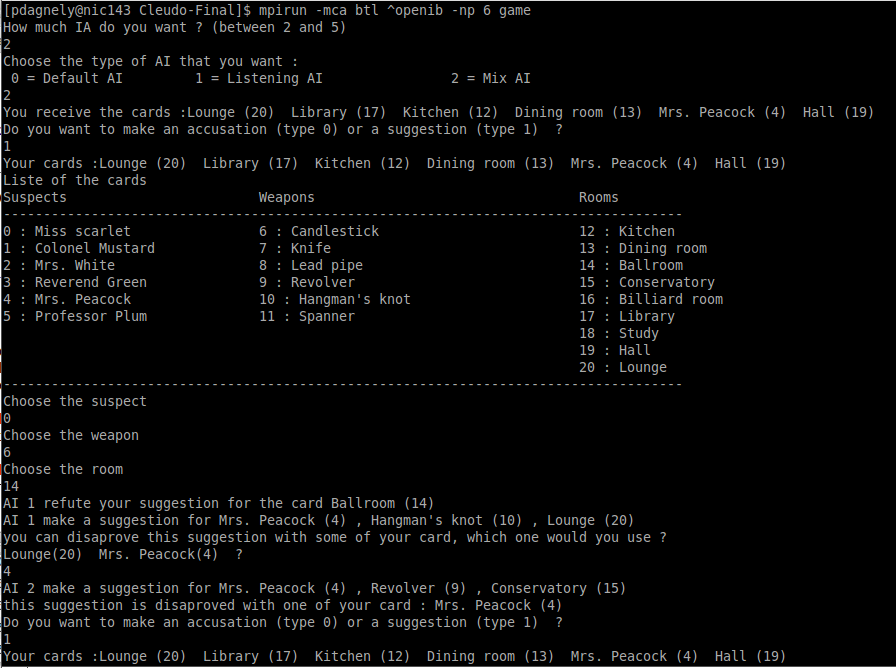 [pdagnely@nic143 Cleudo-Final]$ mpirun -mca btl ^openib -np 6 game
How much IA do you want ? (between 2 and 5)
2
Choose the type of AI that you want :
0 = Default AI 1 = Listening AI 2 = Mix AI
2
You receive the cards :Lounge (20) Library (17) Kitchen (12) Dining room (13) Mrs. Peacock (4) Hall (19)
Do you want to make an accusation (type 0) or a suggestion (type 1) ?
1
Your cards :Lounge (20) Library (17) Kitchen (12) Dining room (13) Mrs. Peacock (4) Hall (19)
Liste of the cards
Suspects Weapons Rooms
-------------------------------------------------------------------------------------
0 : Miss scarlet 6 : Candlestick 12 : Kitchen
1 : Colonel Mustard 7 : Knife 13 : Dining room
2 : Mrs. White 8 : Lead pipe 14 : Ballroom
3 : Reverend Green 9 : Revolver 15 : Conservatory
4 : Mrs. Peacock 10 : Hangman's knot 16 : Billiard room
5 : Professor Plum 11 : Spanner 17 : Library
18 : Study
19 : Hall
20 : Lounge
-------------------------------------------------------------------------------------
Choose the suspect
0
Choose the weapon
6
Choose the room
14
AI 1 refute your suggestion for the card Ballroom (14)
AI 1 make a suggestion for Mrs. Peacock (4) , Hangman's knot (10) , Lounge (20)
you can disaprove this suggestion with some of your card, which one would you use ?
Lounge(20) Mrs. Peacock(4) ?
4
AI 2 make a suggestion for Mrs. Peacock (4) , Revolver (9) , Conservatory (15)
this suggestion is disaproved with one of your card : Mrs. Peacock (4)
Do you want to make an accusation (type 0) or a suggestion (type 1) ?
1
Your cards :Lounge (20) Library (17) Kitchen (12) Dining room (13) Mrs. Peacock (4) Hall (19)